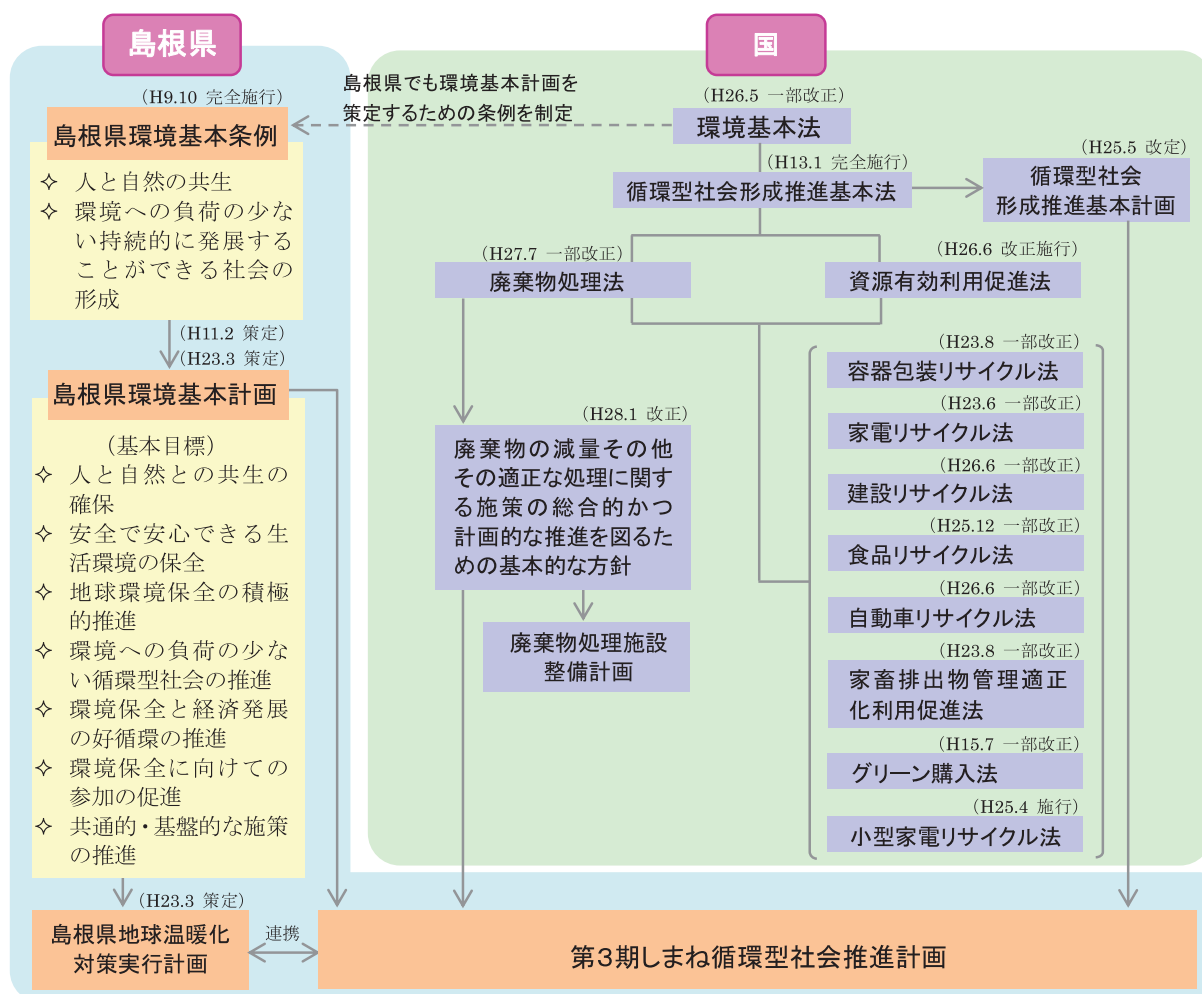 島根県
(H9.10 完全施行)
島根県環境基本条例
✧ 人と自然の共生
✧ 環境への負荷の少な
い持続的に発展する
ことができる社会の
形成
(H11.2 策定)
(H23.3 策定)
島根県環境基本計画
(基本目標)
✧ 人と自然との共生の
確保
✧ 安全で安心できる生
活環境の保全
✧ 地球環境保全の積極
的推進
✧ 環境への負荷の少な
い循環型社会の推進
✧ 環境保全と経済発展
の好循環の推進
✧ 環境保全に向けての
参加の促進
✧ 共通的・基盤的な施策
の推進
(H23.3 策定)
島根県地球温暖化
対策実行計画
連携
島根県でも環境基本計画を
策定するための条例を制定
国
(H26.5 一部改正)
環境基本法
(H13.1 完全施行)
循環型社会形成推進基本法
(H25.5 改定)
循環型社会
形成推進基本計画
(H27.7 一部改正)
廃棄物処理法
(H26.6 改正施行)
資源有効利用促進法
(H28.1 改正)
廃棄物の減量その他
その適正な処理に関す
る施策の総合的かつ
計画的な推進を図るた
めの基本的な方針
廃棄物処理施設
整備計画
(H23.8 一部改正)
容器包装リサイクル法
(H23.6 一部改正)
家電リサイクル法
(H26.6 一部改正)
建設リサイクル法
(H25.12 一部改正)
食品リサイクル法
(H26.6 一部改正)
自動車リサイクル法
(H23.8 一部改正)
家畜排出物管理適正
化利用促進法
(H15.7 一部改正)
グリーン購入法
(H25.4 施行)
小型家電リサイクル法
第3期しまね循環型社会推進計画